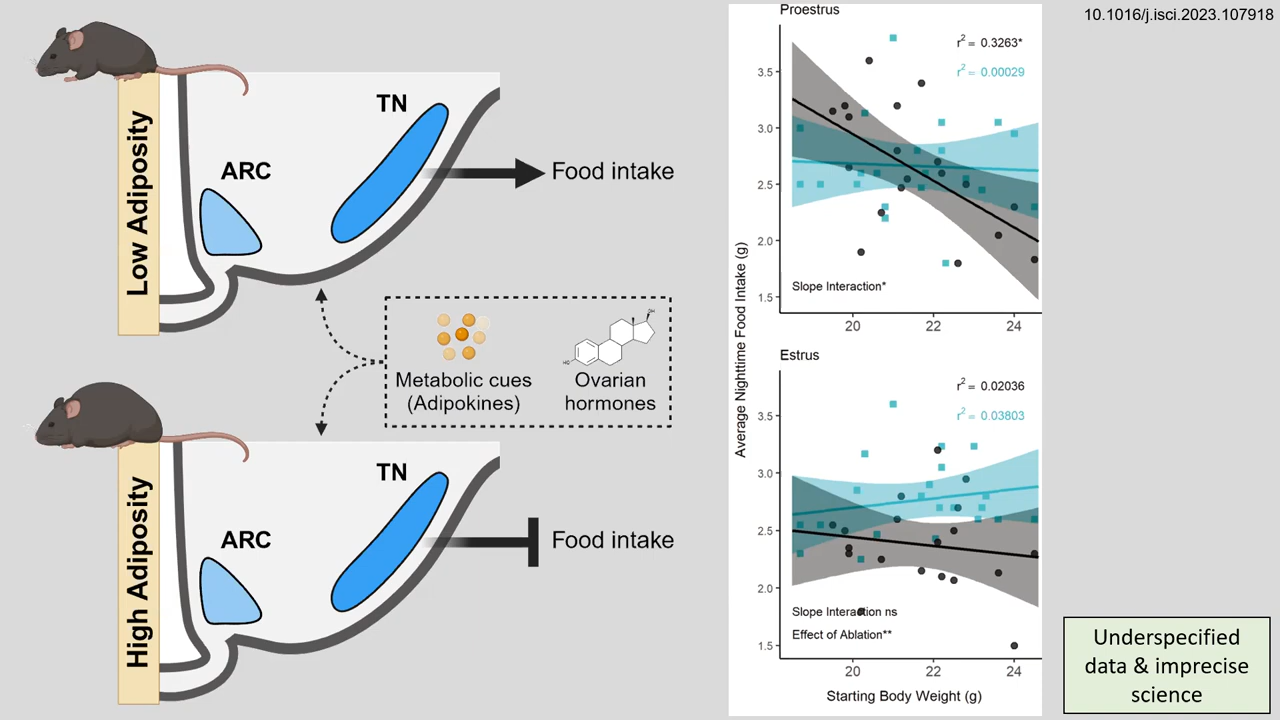 10.1016/j.isci.2023.107918
Low Adiposity
ARC
TN
Food intake
Metabolic cues
(Adipokines)
Ovarian
hormones
HO
OH
High Adiposity
ARC
TN
Food intake
Average Nighttime Food Intake (g)
Proestrus
r² = 0.3263*
r² = 0.00029
3.5
3.0
2.5
2.0
1.5
Slope Interaction*
20 22 24
Estrus
r² = 0.02036
r² = 0.03803
3.5
3.0
2.5
2.0
1.5
Slope Interaction ns
Effect of Ablation**
20 22 24
Starting Body Weight (g)
Underspecified
data & imprecise
science